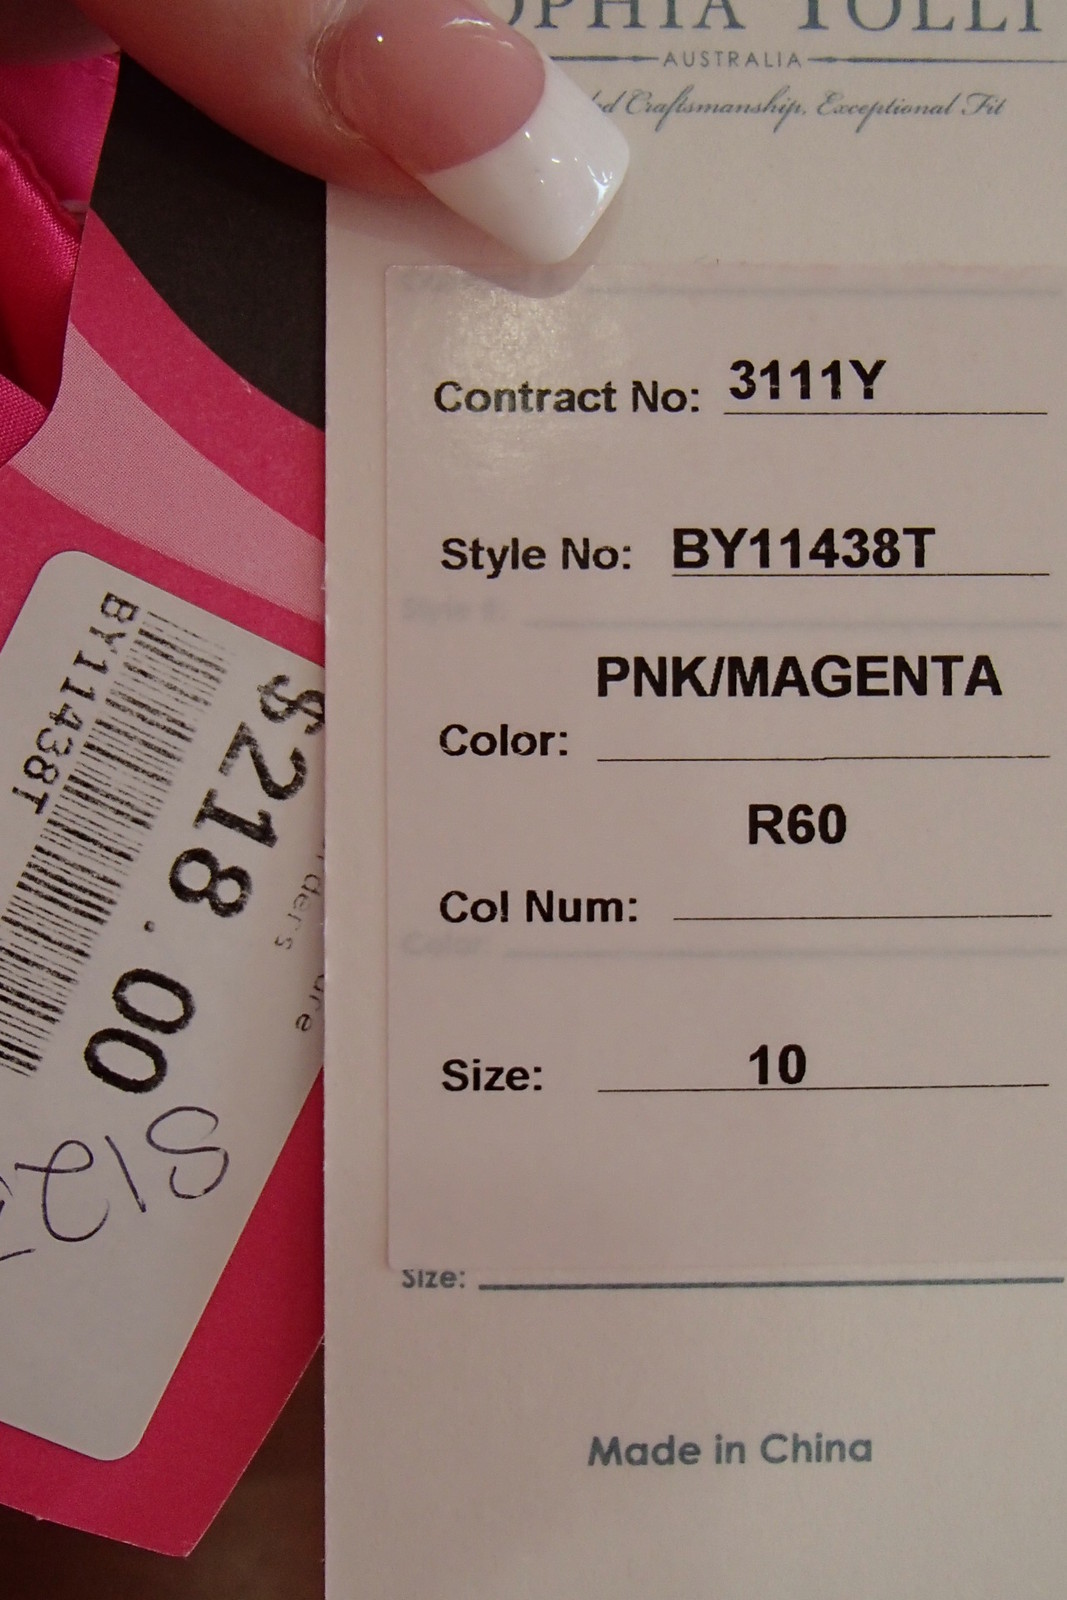 TOLLI
AUSTRALIA
Craftsmanship, Exceptional Fit
Contract No: 3111Y
Style No: BY11438T
PNK/MAGENTA
Color:
R60
Col Num:
Size: 10
Size:
Made in China
BY11438T
$218.00